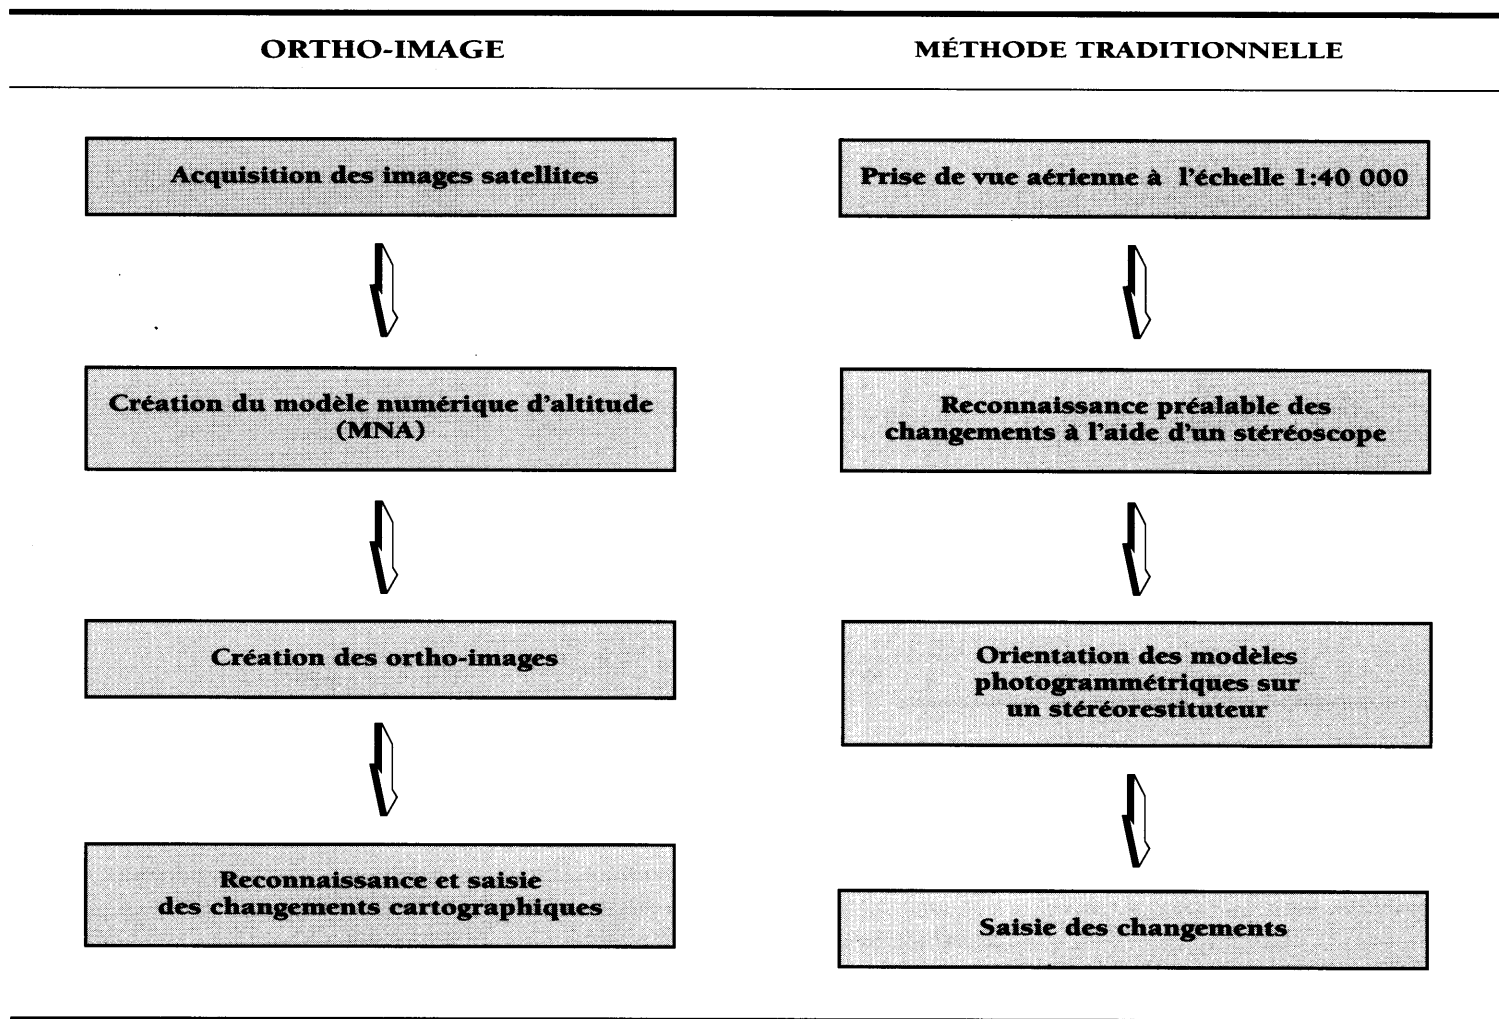 ORTHO-IMAGE
Acquisition des images satellites
Création du modèle numérique d'altitude
(MNA)
Création des ortho-images
Reconnaissance et saisie
des changements cartographiques
MÉTHODE TRADITIONNELLE
Prise de vue aérienne à l'échelle 1:40 000
Reconnaissance préalable des
changements à l'aide d'un stéréoscope
Orientation des modèles
photogrammétriques sur
un stéréorestituteur
Saisie des changements